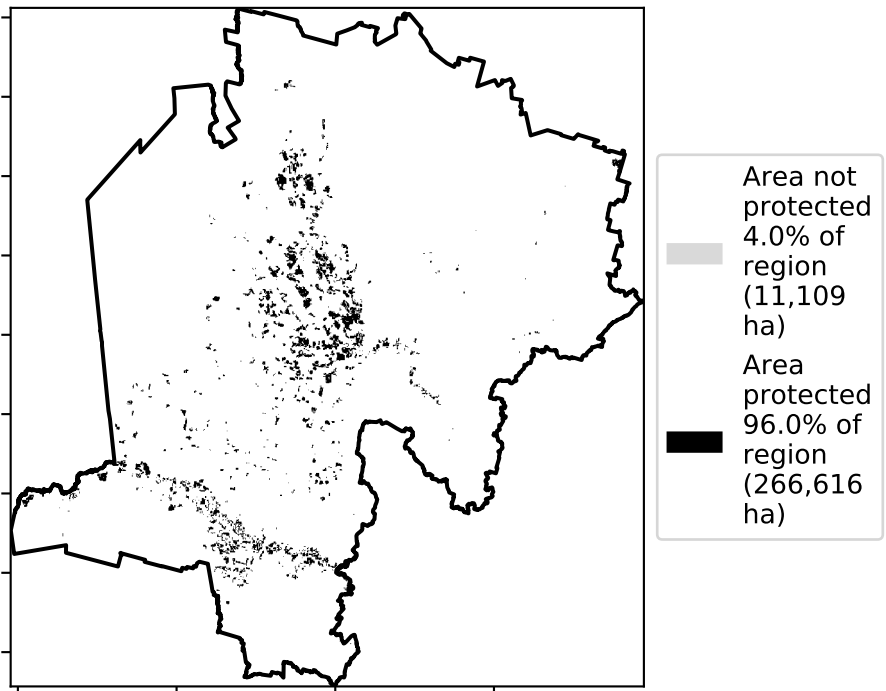 Area not
protected
4.0% of
region
(11,109
ha)
Area
protected
96.0% of
region
(266,616
ha)